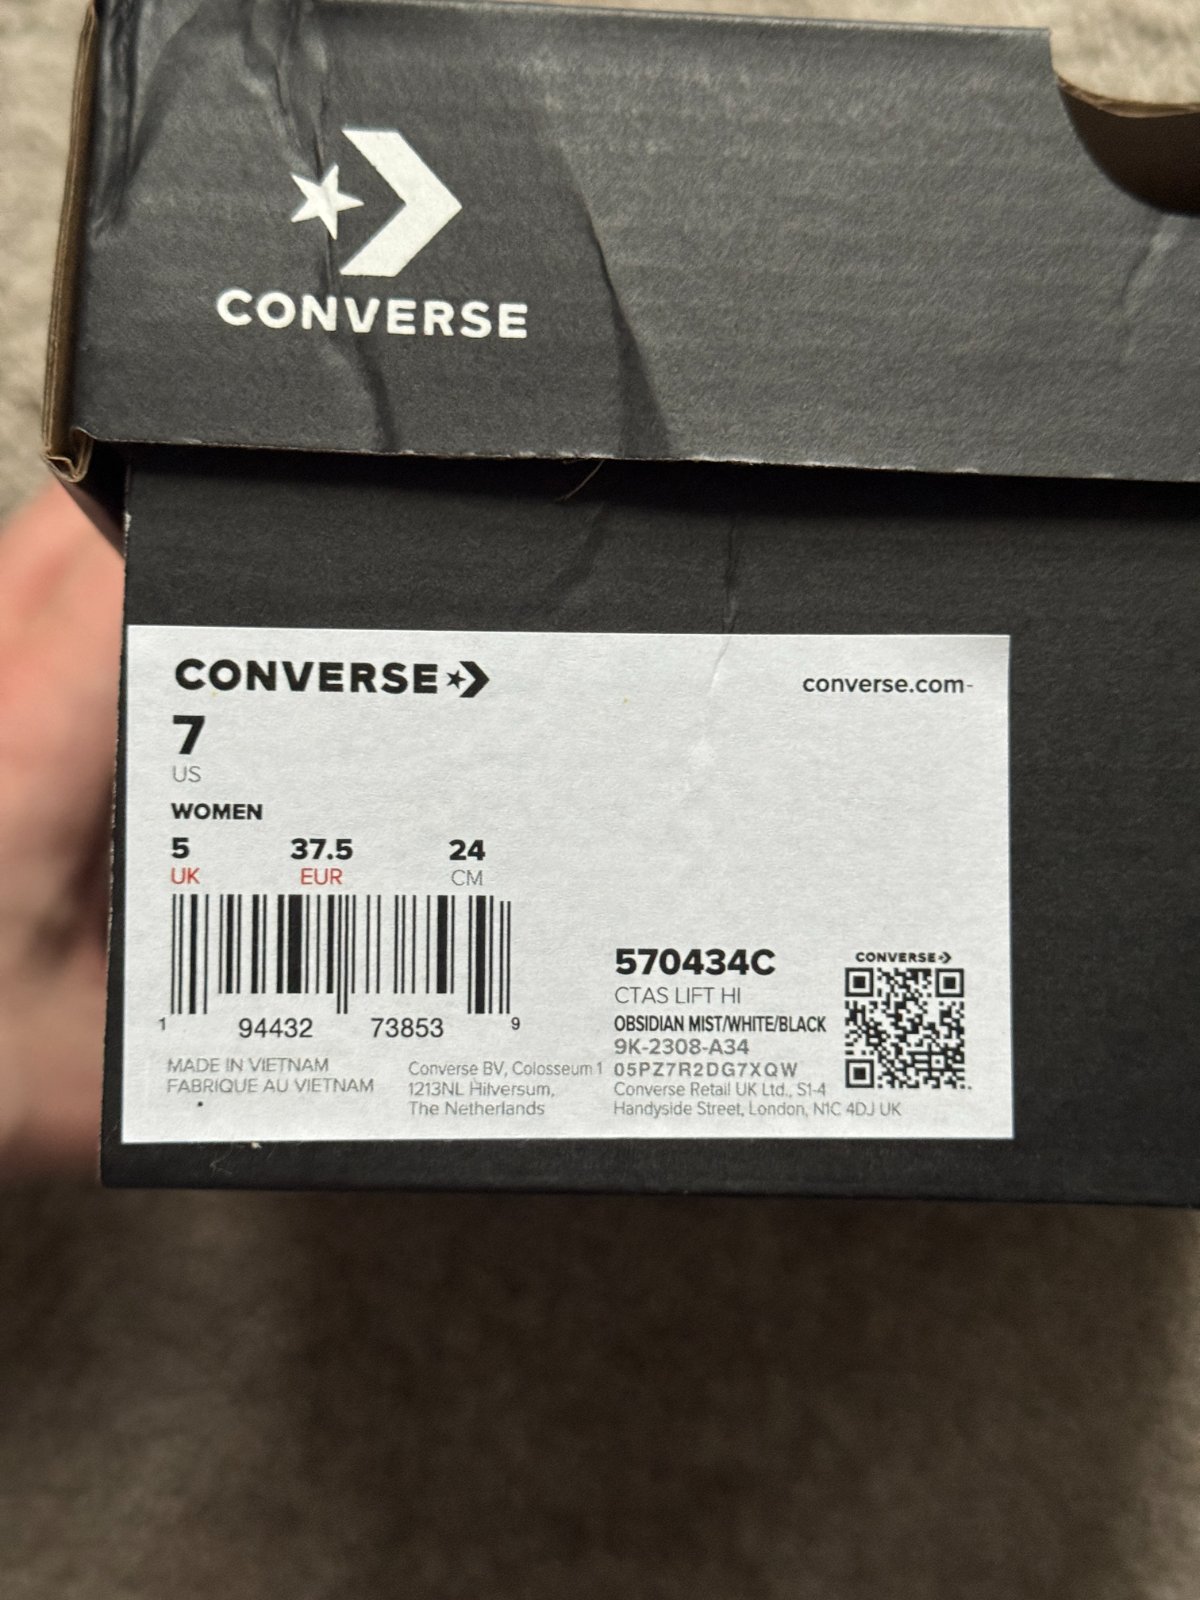 CONVERSE
CONVERSE
converse.com-
7
US
WOMEN
5 37.5 24
UK EUR CM
1 94432 73853 9
570434C
CTAS LIFT HI
OBSIDIAN MIST/WHITE/BLACK
9K-2308-A34
05PZ7R2DG7XQW
Converse Retail UK Ltd., S1-4
Handyside Street, London, N1C 4DJ UK
CONVERSE
MADE IN VIETNAM
FABRIQUE AU VIETNAM
Converse BV, Colosseum 1
1213NL Hilversum,
The Netherlands